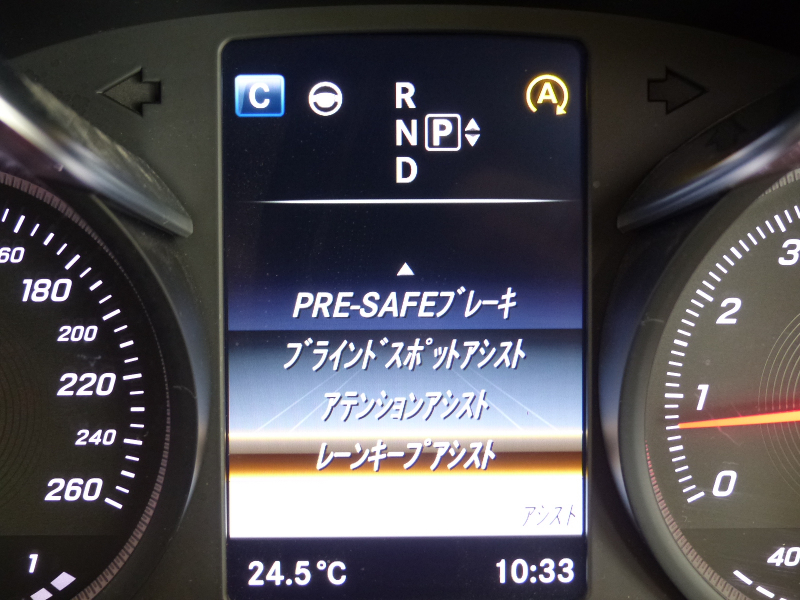 C
R
N P
D
A
PRE-SAFEﾌﾞﾚｰｷ
ﾌﾞﾗｲﾝﾄﾞｽﾎﾟｯﾄｱｼｽﾄ
ｱﾃﾝｼｮﾝｱｼｽﾄ
ﾚｰﾝｷｰﾌﾟｱｼｽﾄ
ｱｼｽﾄ
24.5°C
10:33
60
180
200
220
240
260
1
3
2
1
0
40